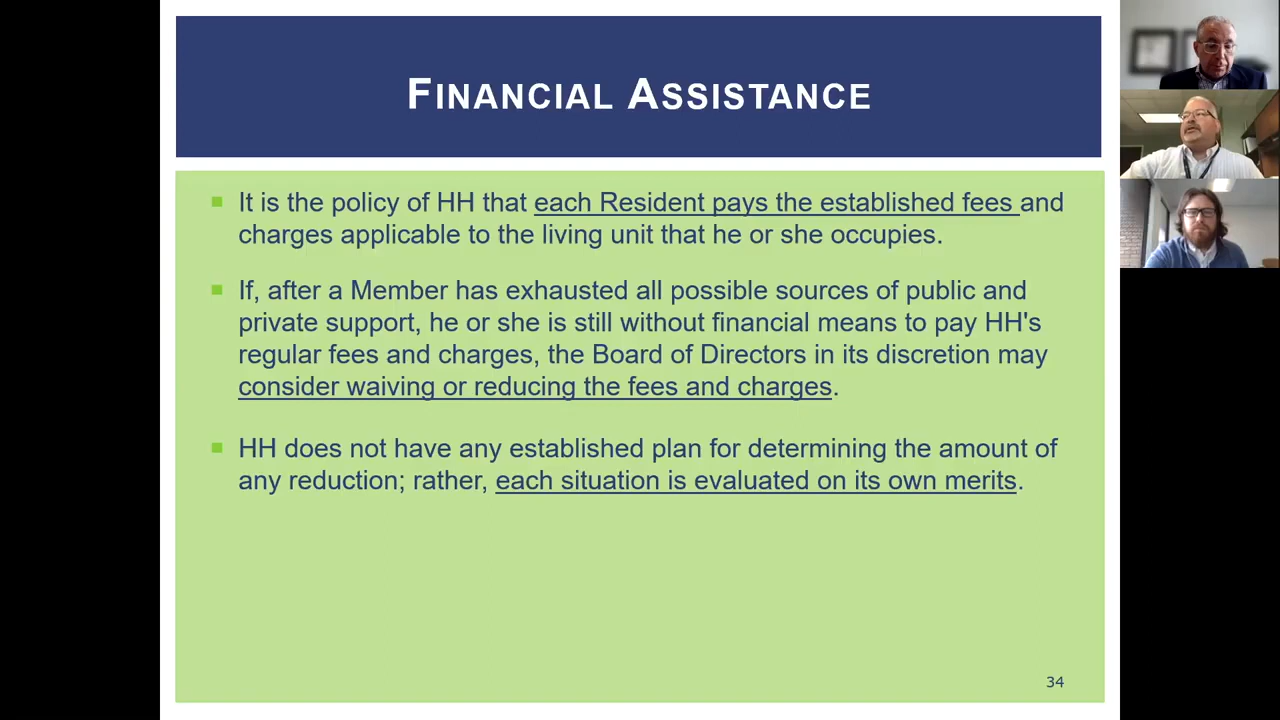 FINANCIAL ASSISTANCE
It is the policy of HH that each Resident pays the established fees and
charges applicable to the living unit that he or she occupies.
If, after a Member has exhausted all possible sources of public and
private support, he or she is still without financial means to pay HH's
regular fees and charges, the Board of Directors in its discretion may
consider waiving or reducing the fees and charges.
HH does not have any established plan for determining the amount of
any reduction; rather, each situation is evaluated on its own merits.
34